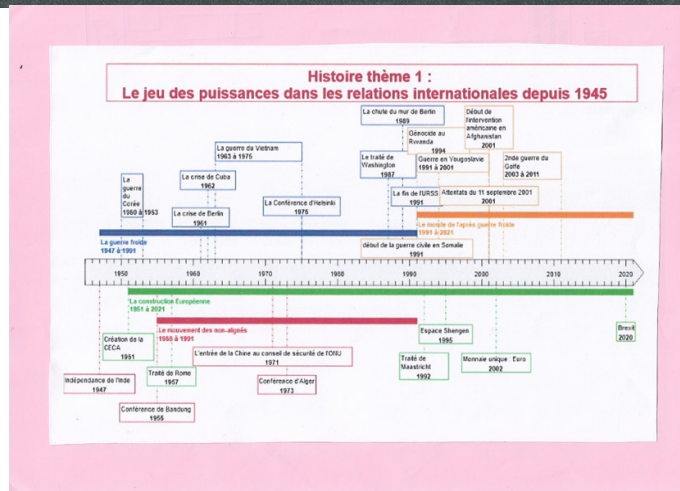 Histoire thème 1 :
Le jeu des puissances dans les relations internationales depuis 1945
La chute du mur de Berlin
1989
Début de
l'intervention
américaine en
Afghanistan
2001
Génocide au
Rwanda
1994
La guerre du Vietnam
1963 à 1975
Le traité de
Washington
1987
Guerre en Yougoslavie
1991 à 2001
2nde guerre du
Golfe
2003 à 2011
La
guerre
du
Corée
1950 à 1953
La crise de Cuba
1962
La fin de l'URSS
1991
Attentats du 11 septembre 2001
2001
La crise de Berlin
1961
La Conférence d'Helsinki
1975
Le monde de l'après guerre froide
1991 à 2021
La guerre froide
1947 à 1991
début de la guerre civile en Somalie
1991
1950 1960 1970 1980 1990 2000 2010 2020
La construction Européenne
1951 à 2021
Le mouvement des non-alignés
1955 à 1991
Création de la
CECA
1951
Espace Shengen
1995
Brexit
2020
L'entrée de la Chine au conseil de sécurité de l'ONU
1971
Traité de
Maastricht
1992
Monnaie unique : Euro
2002
Traité de Rome
1957
Indépendance de l'Inde
1947
Conférence d'Alger
1973
Conférence de Bandung
1955